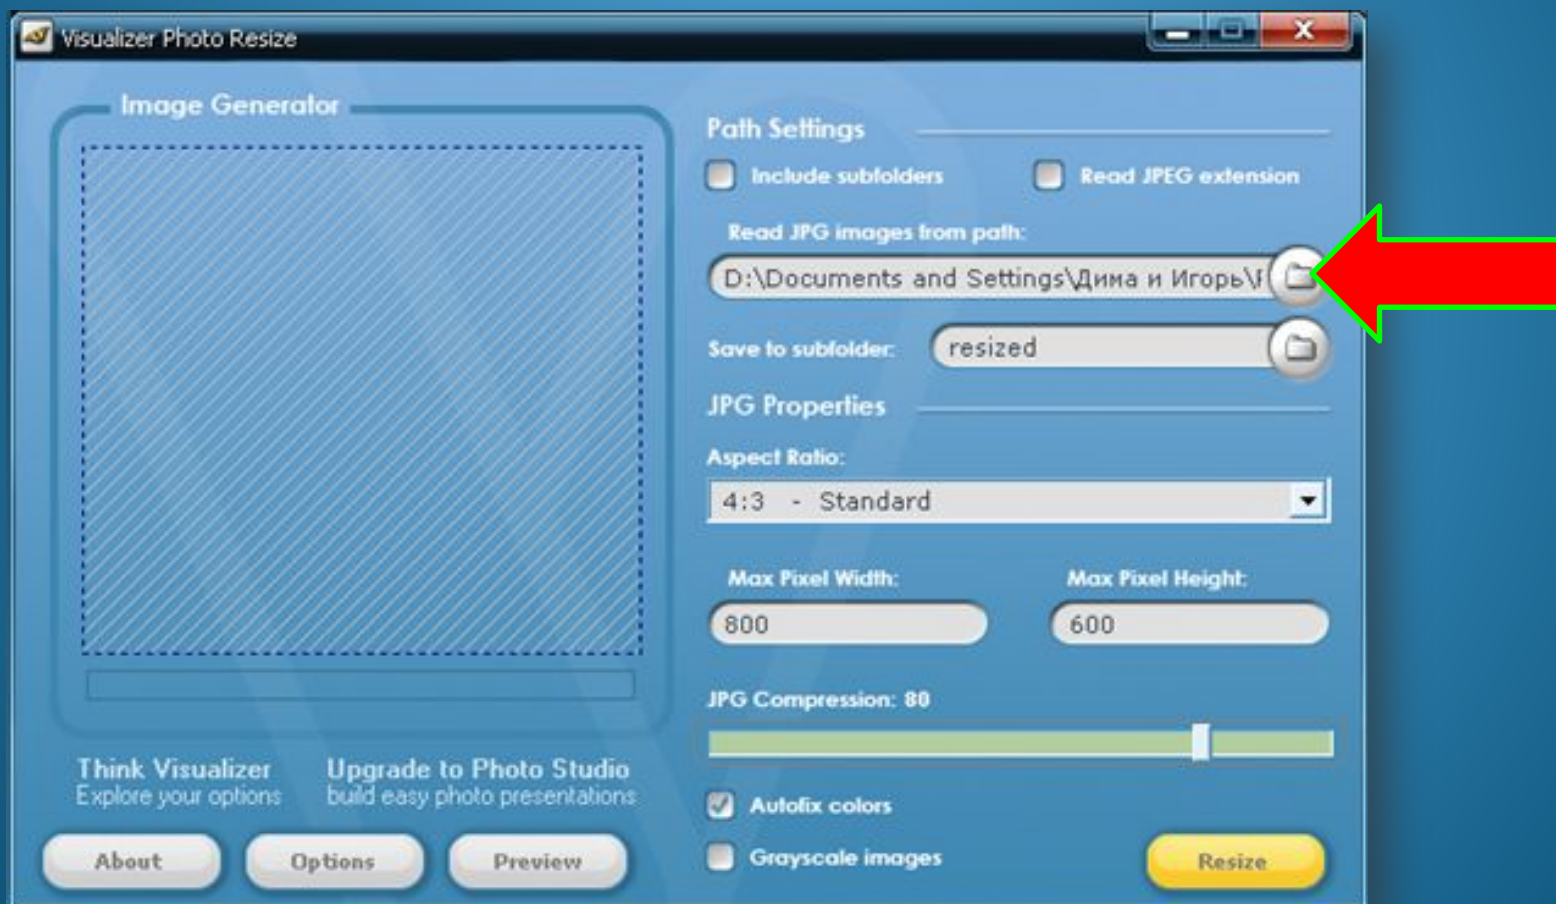 Visualizer Photo Resize
Image Generator
Path Settings
Include subfolders
Read JPEG extension
Read JPG images from path:
D:\Documents and Settings\Дима и Игорь\
Save to subfolder:
resized
JPG Properties
Aspect Ratio:
4:3 - Standard
Max Pixel Width:
Max Pixel Height:
800
600
JPG Compression: 80
Think Visualizer
Explore your options
Upgrade to Photo Studio
build easy photo presentations
Autofix colors
Grayscale images
About
Options
Preview
Resize